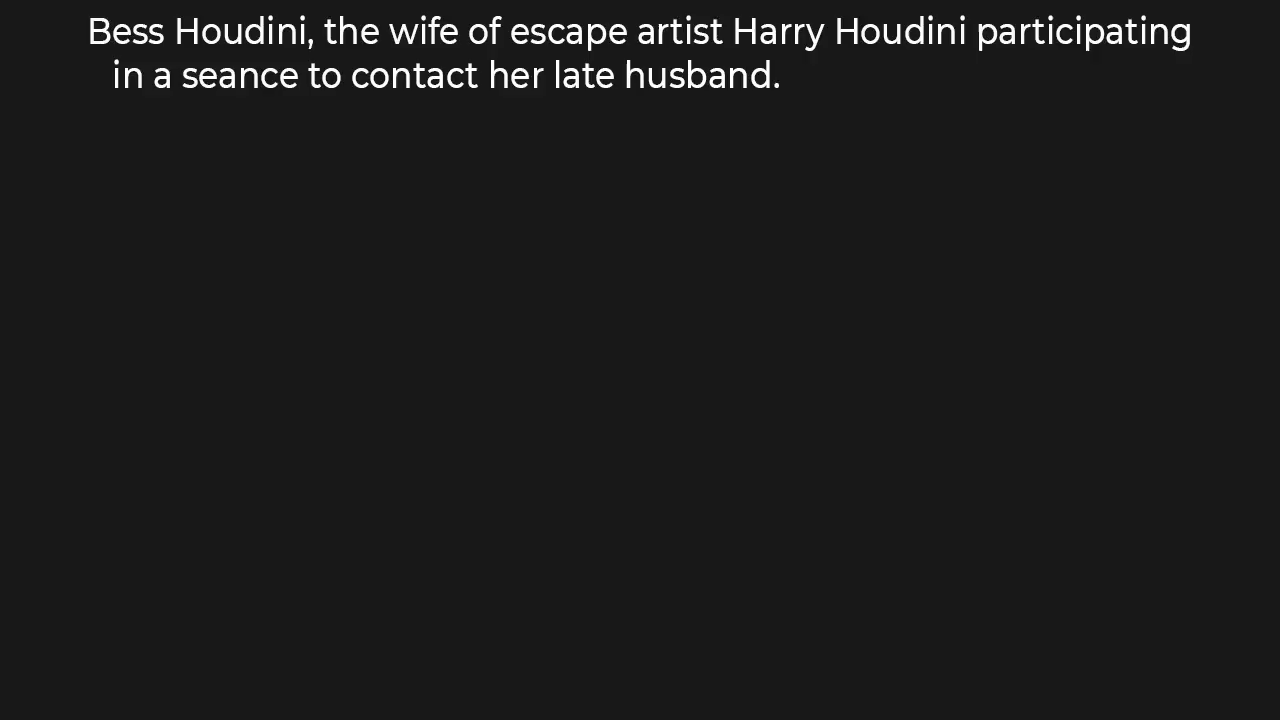 Bess Houdini, the wife of escape artist Harry Houdini participating
in a seance to contact her late husband.